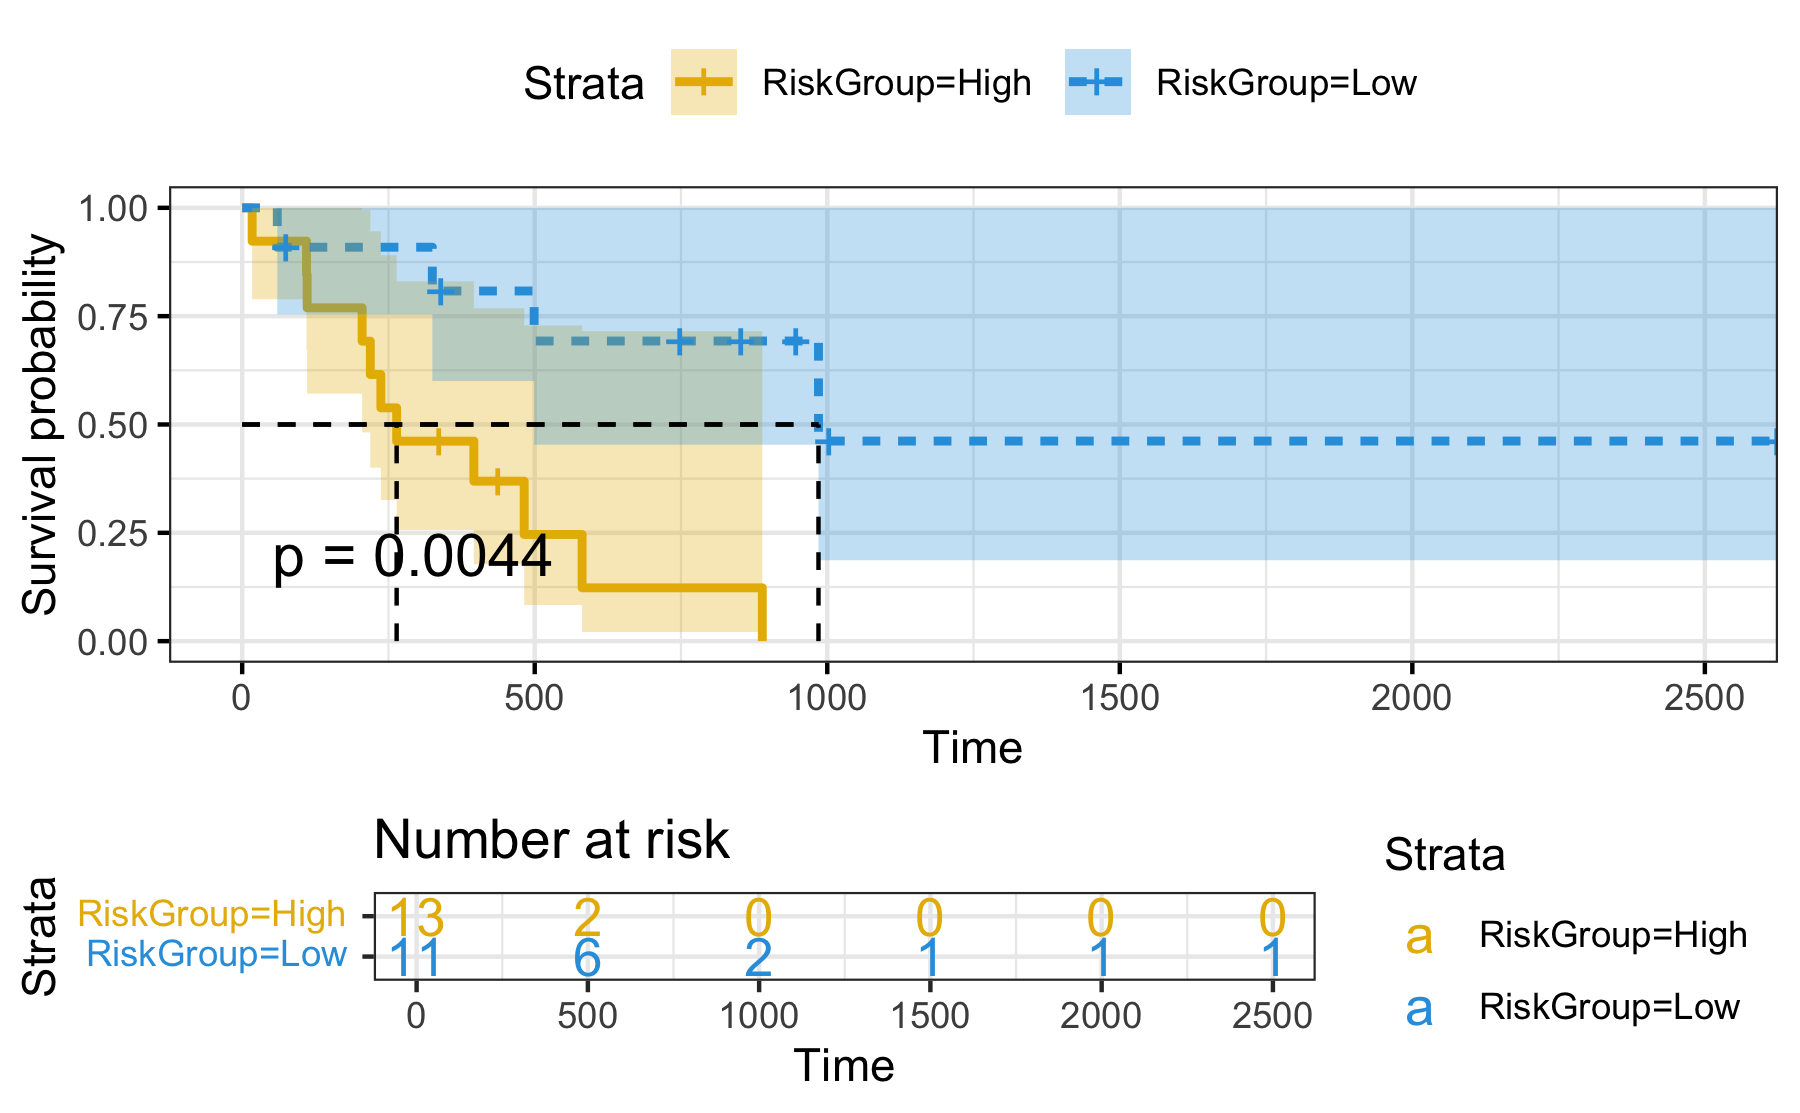 Strata RiskGroup=High RiskGroup=Low
Survival probability
1.00
0.75
0.50
0.25
0.00
p = 0.0044
0 500 1000 1500 2000 2500
Time
Number at risk
Strata
RiskGroup=High 13 2 0 0 0 0
RiskGroup=Low 11 6 2 1 1 1
0 500 1000 1500 2000 2500
Time
Strata
a RiskGroup=High
a RiskGroup=Low